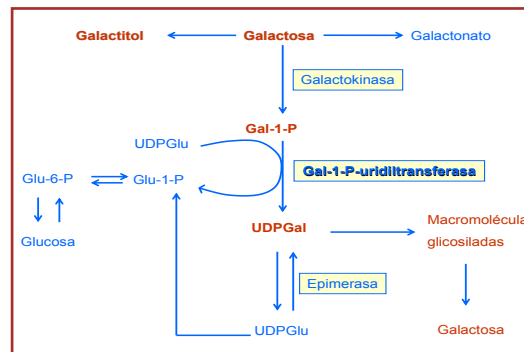 Galactitol
Galactosa
Galactonato
Galactokinasa
Gal-1-P
UDPGlu
Gal-1-P-uridiltransferasa
Glu-6-P
Glu-1-P
Glucosa
UDPGal
Macromolécula
glicosiladas
Epimerasa
UDPGlu
Galactosa